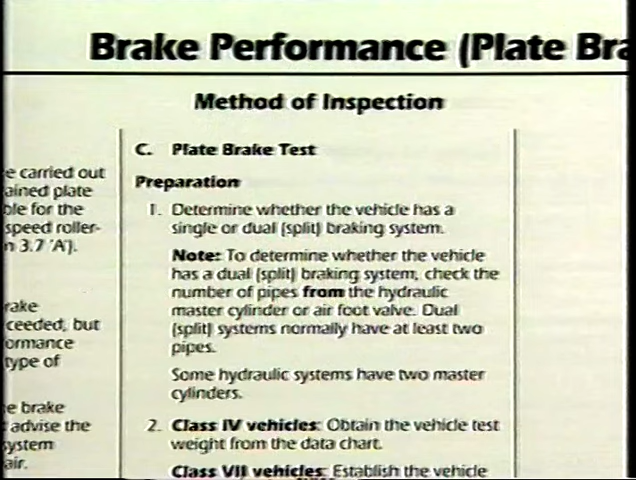 Brake Performance (Plate Bra
Method of Inspection
e carried out
ained plate
ble for the
speed roller-
n 3.7 'A').
rake
ceeded, but
ormance
type of
e brake
advise the
system
air.
C. Plate Brake Test
Preparation
1. Determine whether the vehicle has a
single or dual (split) braking system.
Note: To determine whether the vehicle
has a dual (split) braking system, check the
number of pipes from the hydraulic
master cylinder or air foot valve. Dual
(split) systems normally have at least two
pipes.
Some hydraulic systems have two master
cylinders.
2. Class IV vehicles: Obtain the vehicle test
weight from the data chart.
Class VII vehicles: Establish the vehicle